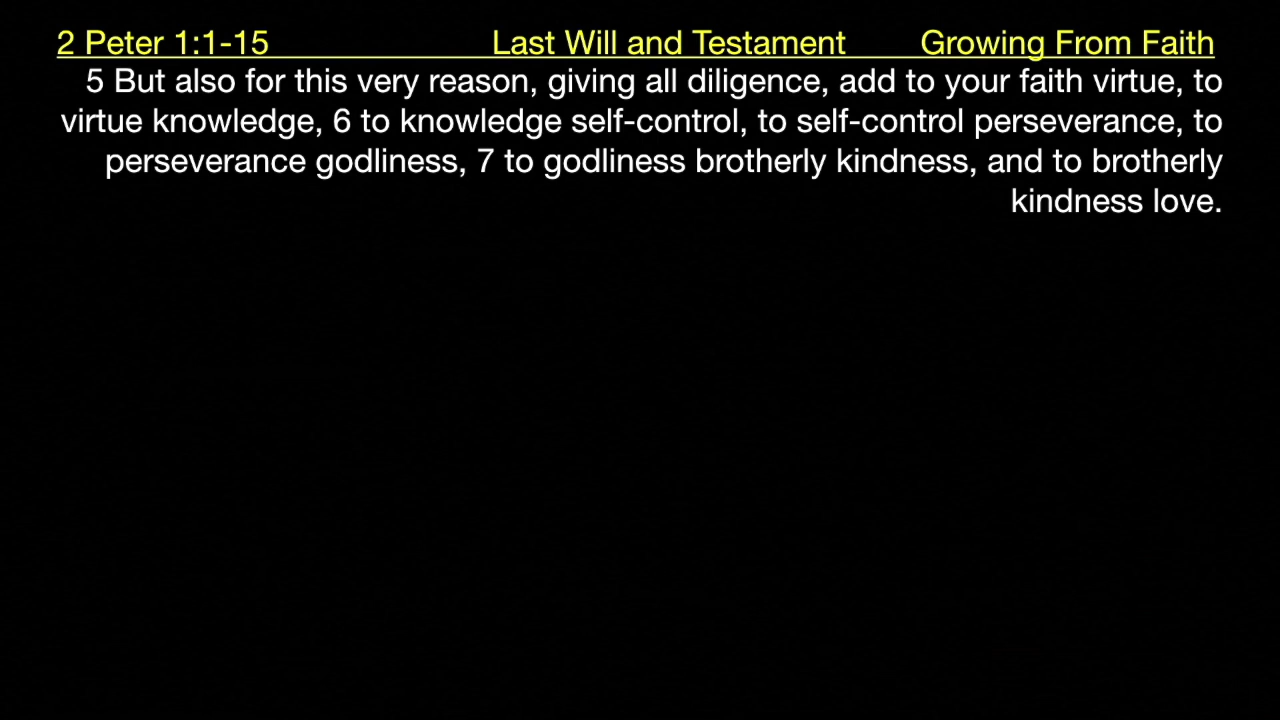 2 Peter 1:1-15 Last Will and Testament Growing From Faith
5 But also for this very reason, giving all diligence, add to your faith virtue, to
virtue knowledge, 6 to knowledge self-control, to self-control perseverance, to
perseverance godliness, 7 to godliness brotherly kindness, and to brotherly
kindness love.